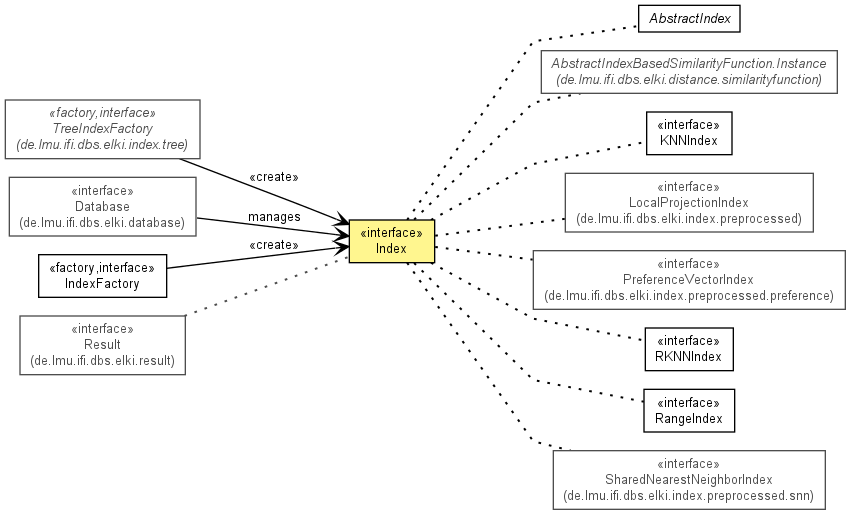 AbstractIndex
AbstractIndexBasedSimilarityFunction.Instance
(de.lmu.ifi.dbs.elki.distance.similarityfunction)
«factory,interface»
TreeIndexFactory
(de.lmu.ifi.dbs.elki.index.tree)
«interface»
KNNIndex
«create»
«interface»
Database
(de.lmu.ifi.dbs.elki.database)
manages
«interface»
LocalProjectionIndex
(de.lmu.ifi.dbs.elki.index.preprocessed)
«interface»
Index
«create»
«factory,interface»
IndexFactory
«interface»
PreferenceVectorIndex
(de.lmu.ifi.dbs.elki.index.preprocessed.preference)
«interface»
Result
(de.lmu.ifi.dbs.elki.result)
«interface»
RKNNIndex
«interface»
RangeIndex
«interface»
SharedNearestNeighborIndex
(de.lmu.ifi.dbs.elki.index.preprocessed.snn)